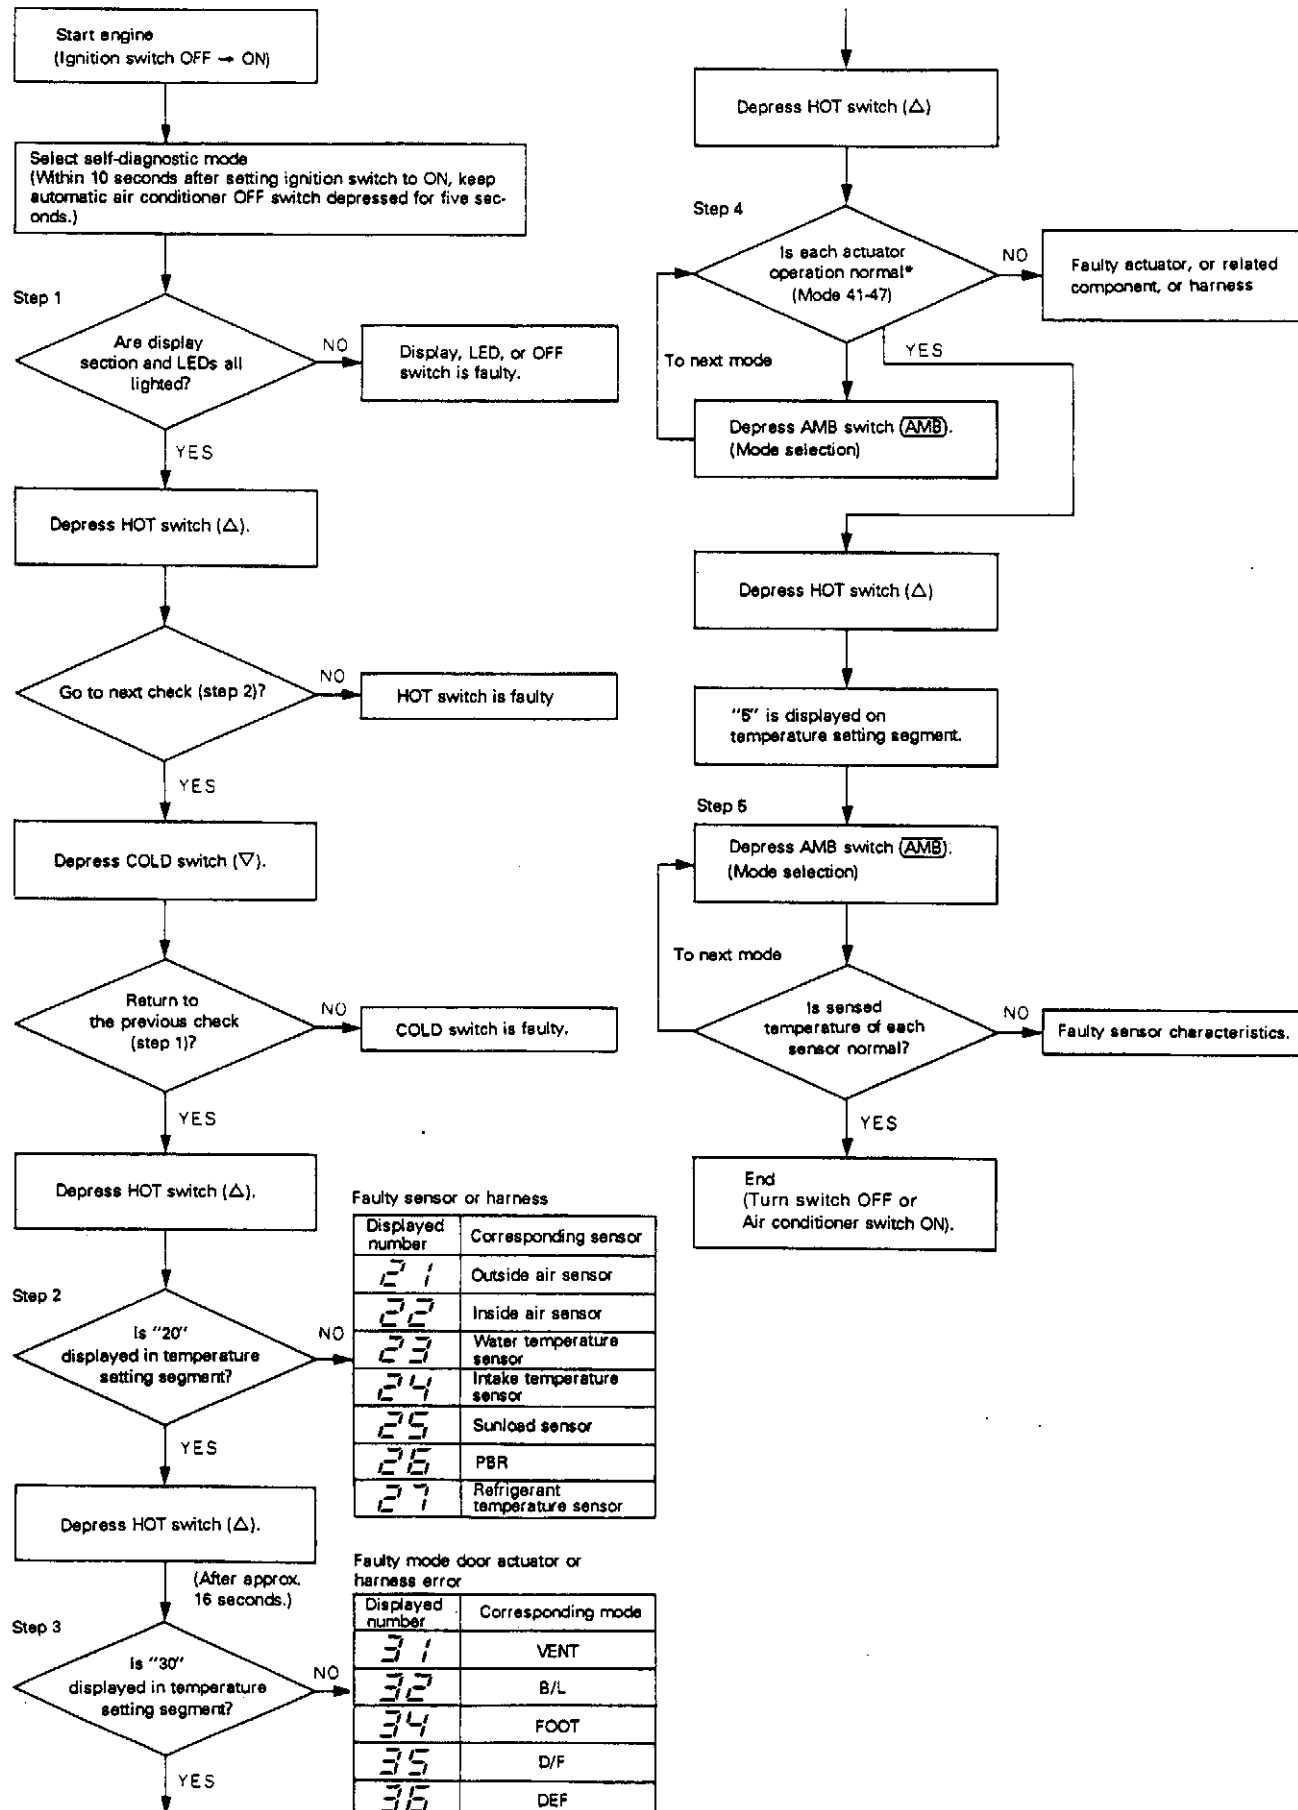 Start engine
(Ignition switch OFF → ON)
Select self-diagnostic mode
(Within 10 seconds after setting ignition switch to ON, keep
automatic air conditioner OFF switch depressed for five sec-
onds.)
Step 1
Are display
section and LEDs all
lighted?
NO
Display, LED, or OFF
switch is faulty.
YES
Depress HOT switch (△).
Go to next check (step 2)?
NO
HOT switch is faulty
YES
Depress COLD switch (▽).
Return to
the previous check
(step 1)?
NO
COLD switch is faulty.
YES
Depress HOT switch (△).
Step 2
Is "20"
displayed in temperature
setting segment?
NO
Faulty sensor or harness
Displayed number | Corresponding sensor
21 Outside air sensor
22 Inside air sensor
23 Water temperature sensor
24 Intake temperature sensor
25 Sunload sensor
26 PBR
27 Refrigerant temperature sensor
YES
Depress HOT switch (△).
(After approx.
16 seconds.)
Step 3
Is "30"
displayed in temperature
setting segment?
NO
Faulty mode door actuator or
harness error
Displayed number | Corresponding mode
31 VENT
32 B/L
34 FOOT
35 D/F
36 DEF
YES
Depress HOT switch (△)
Step 4
Is each actuator
operation normal*
(Mode 41-47)
NO
Faulty actuator, or related
component, or harness
YES
To next mode
Depress AMB switch (AMB).
(Mode selection)
Depress HOT switch (△)
"5" is displayed on
temperature setting segment.
Step 5
Depress AMB switch (AMB).
(Mode selection)
To next mode
Is sensed
temperature of each
sensor normal?
NO
Faulty sensor characteristics.
YES
End
(Turn switch OFF or
Air conditioner switch ON).